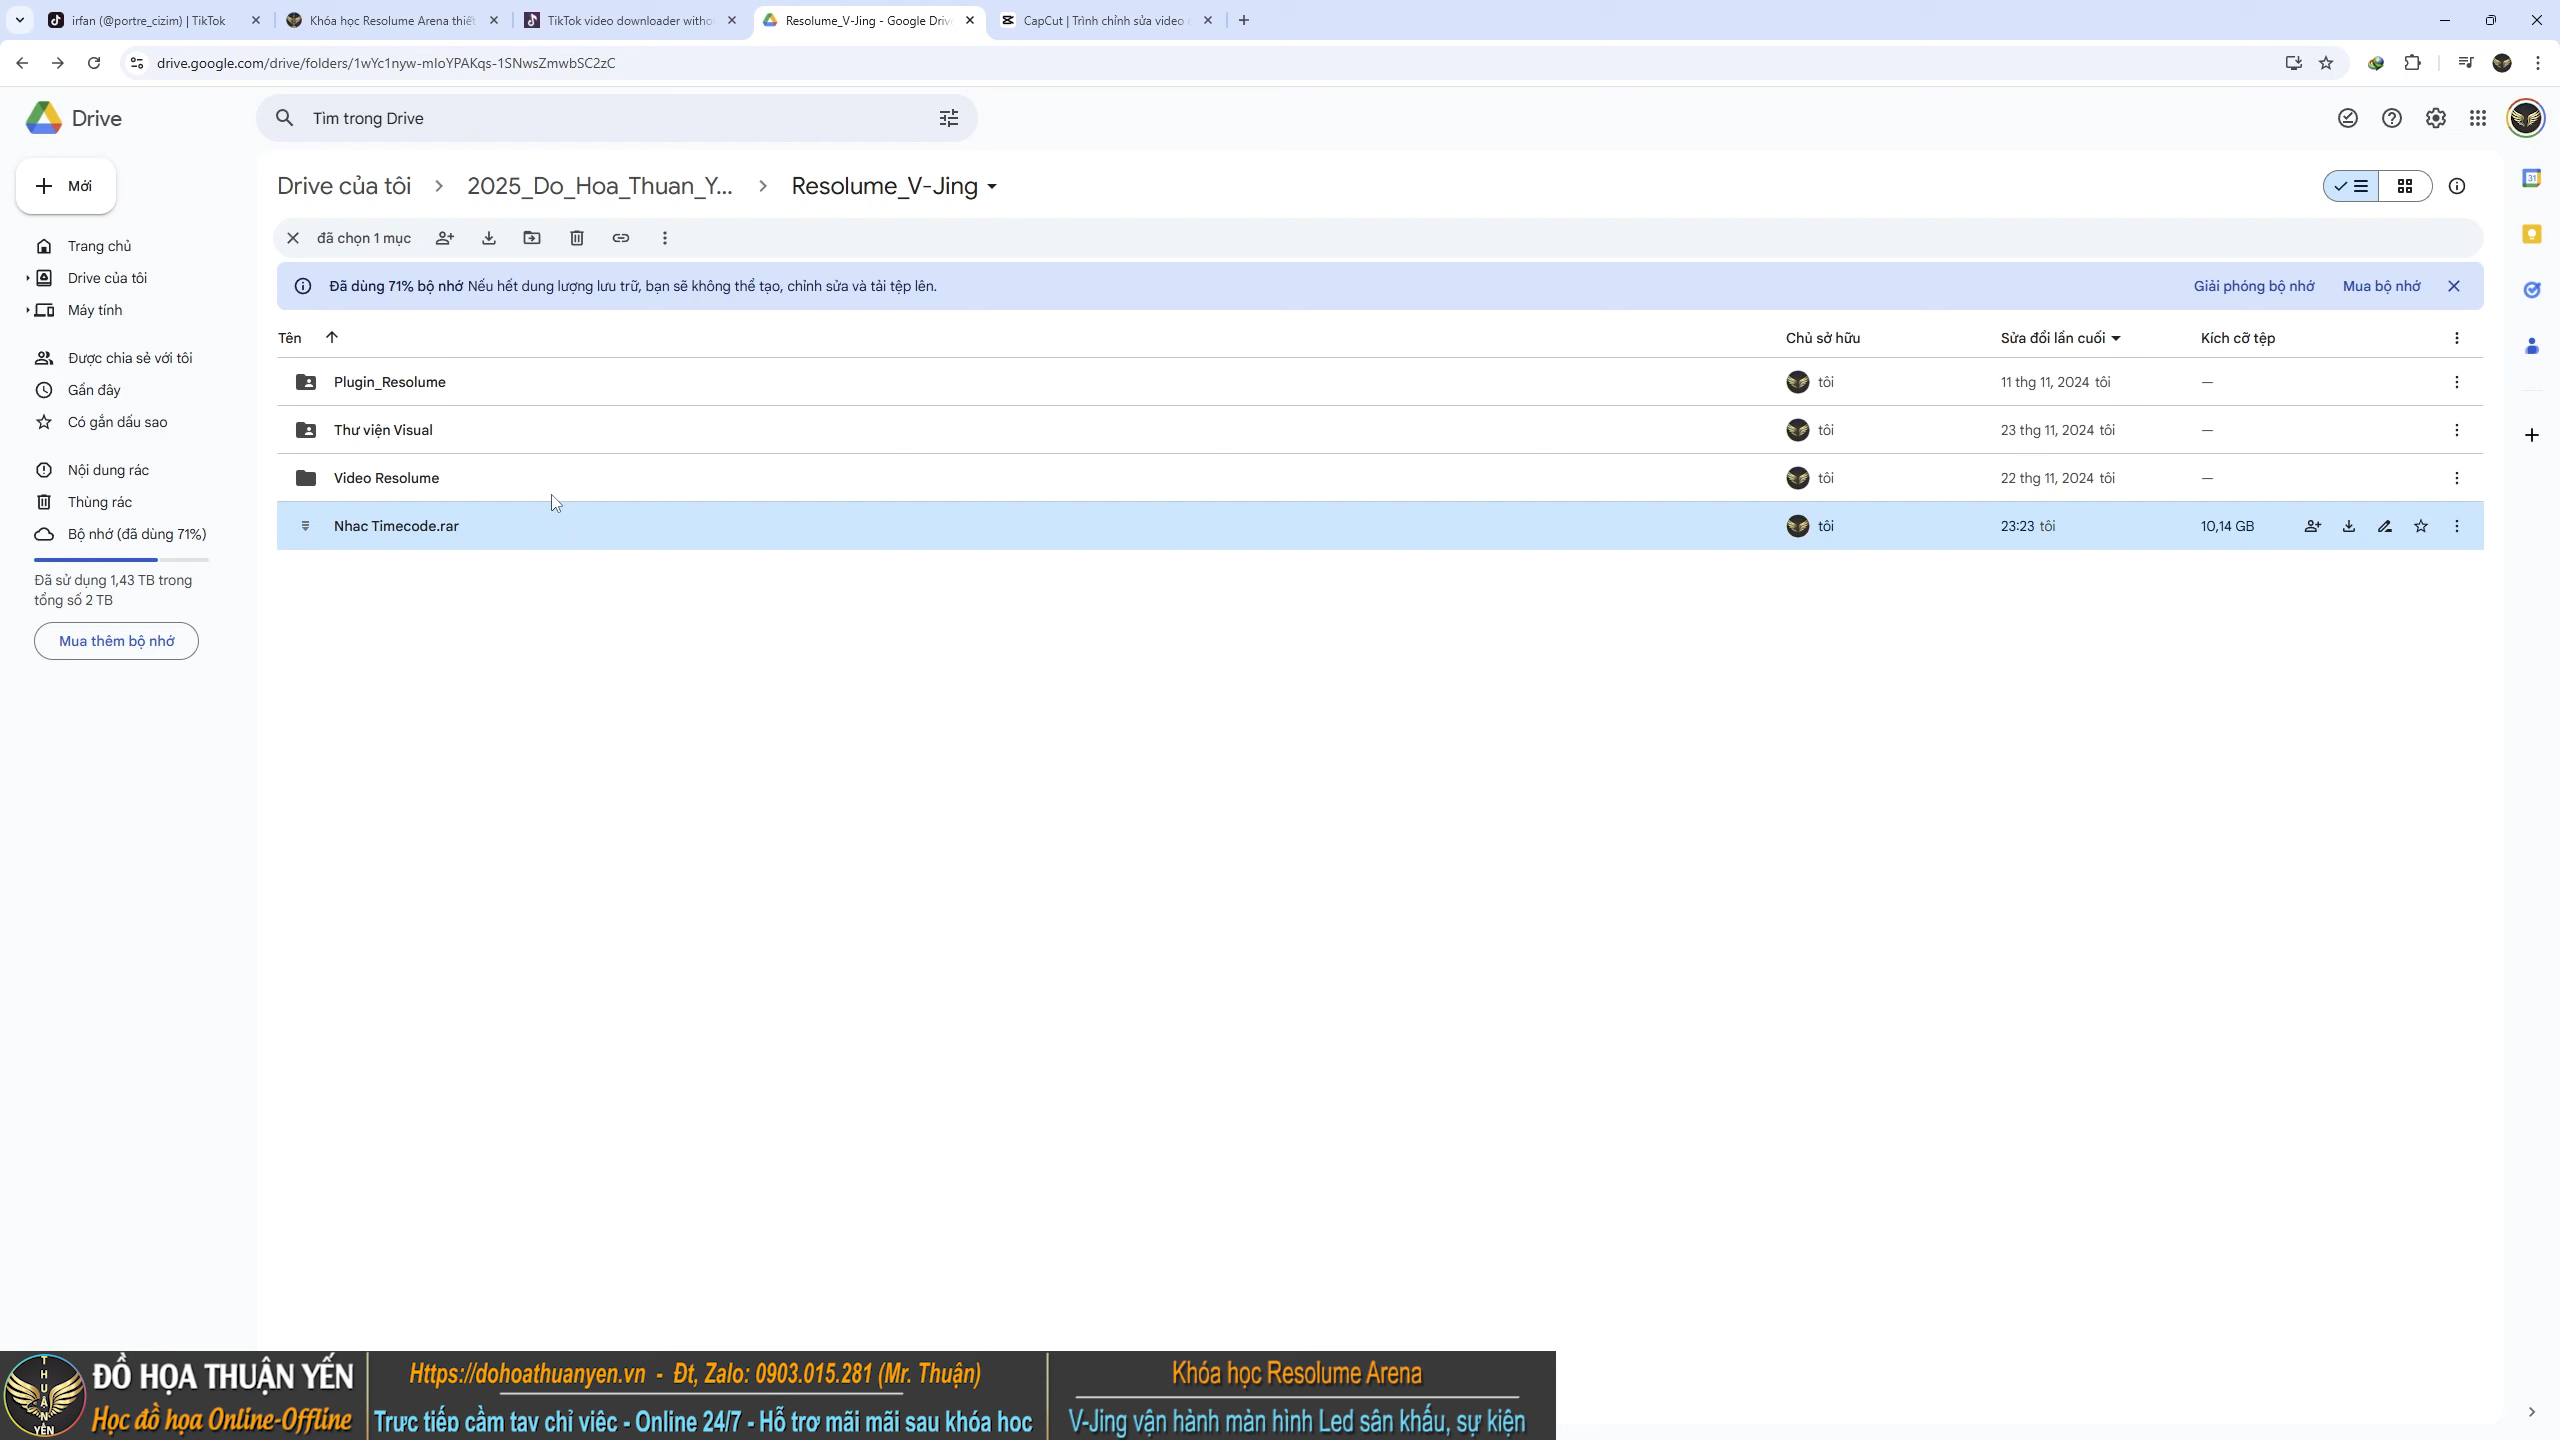 irfan (@portre_cizim) | TikTok
Khóa học Resolume Arena thiết
TikTok video downloader witho
Resolume_V-Jing - Google Driv
CapCut | Trình chỉnh sửa video
drive.google.com/drive/folders/1wYc1nyw-mIoYPAKqs-1SNwsZmwbSC2zC
Drive
Tìm trong Drive
Mới
Drive của tôi
2025_Do_Hoa_Thuan_Y...
Resolume_V-Jing
đã chọn 1 mục
Trang chủ
Drive của tôi
Máy tính
Được chia sẻ với tôi
Gần đây
Có gắn dấu sao
Nội dung rác
Thùng rác
Bộ nhớ (đã dùng 71%)
Đã sử dụng 1,43 TB trong
tổng số 2 TB
Mua thêm bộ nhớ
Đã dùng 71% bộ nhớ Nếu hết dung lượng lưu trữ, bạn sẽ không thể tạo, chỉnh sửa và tải tệp lên.
Giải phóng bộ nhớ
Mua bộ nhớ
Tên
Chủ sở hữu
Sửa đổi lần cuối
Kích cỡ tệp
Plugin_Resolume
tôi
11 thg 11, 2024 tôi
—
Thư viện Visual
tôi
23 thg 11, 2024 tôi
—
Video Resolume
tôi
22 thg 11, 2024 tôi
—
Nhac Timecode.rar
tôi
23:23 tôi
10,14 GB
31
THUẬN
YẾN
ĐỒ HỌA THUẬN YẾN
Học đồ họa Online-Offline
Https://dohoathuanyen.vn - Đt, Zalo: 0903.015.281 (Mr. Thuận)
Trực tiếp cầm tay chỉ việc - Online 24/7 - Hỗ trợ mãi mãi sau khóa học
Khóa học Resolume Arena
V-Jing vận hành màn hình Led sân khấu, sự kiện